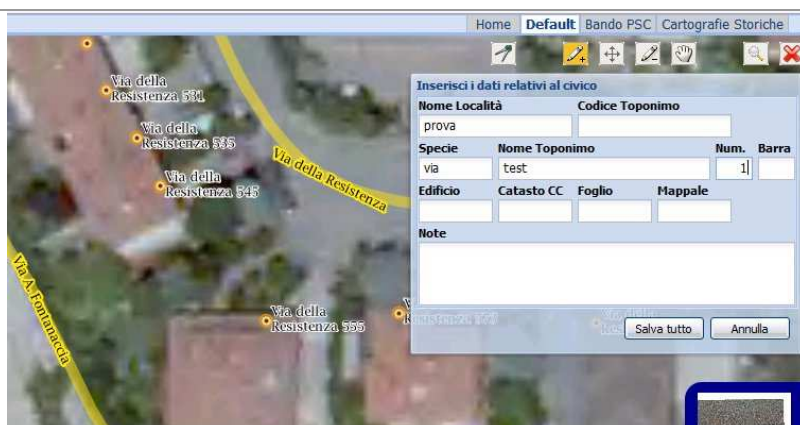 Home Default Bando PSC Cartografie Storiche
Inserisci i dati relativi al civico
Nome Località Codice Toponimo
prova
Specie Nome Toponimo Num. Barra
via test 1
Edificio Catasto CC Foglio Mappale
Note
Salva tutto Annulla
Via della
Resistenza 531
Via della
Resistenza 535
Via della
Resistenza 545
Via della Resistenza
Via A. Fontanaccia
Via della
Resistenza 555